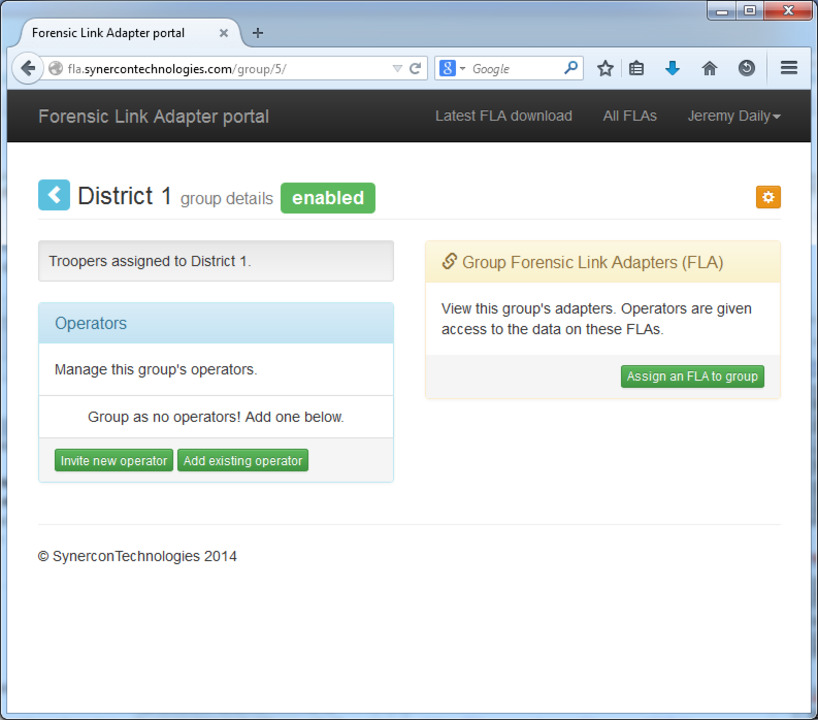 Forensic Link Adapter portal
fla.synercontechnologies.com/group/5/
Google
Forensic Link Adapter portal
Latest FLA download
All FLAs
Jeremy Daily
District 1 group details enabled
Troopers assigned to District 1.
Operators
Manage this group's operators.
Group as no operators! Add one below.
Invite new operator
Add existing operator
Group Forensic Link Adapters (FLA)
View this group's adapters. Operators are given
access to the data on these FLAs.
Assign an FLA to group
© SynerconTechnologies 2014